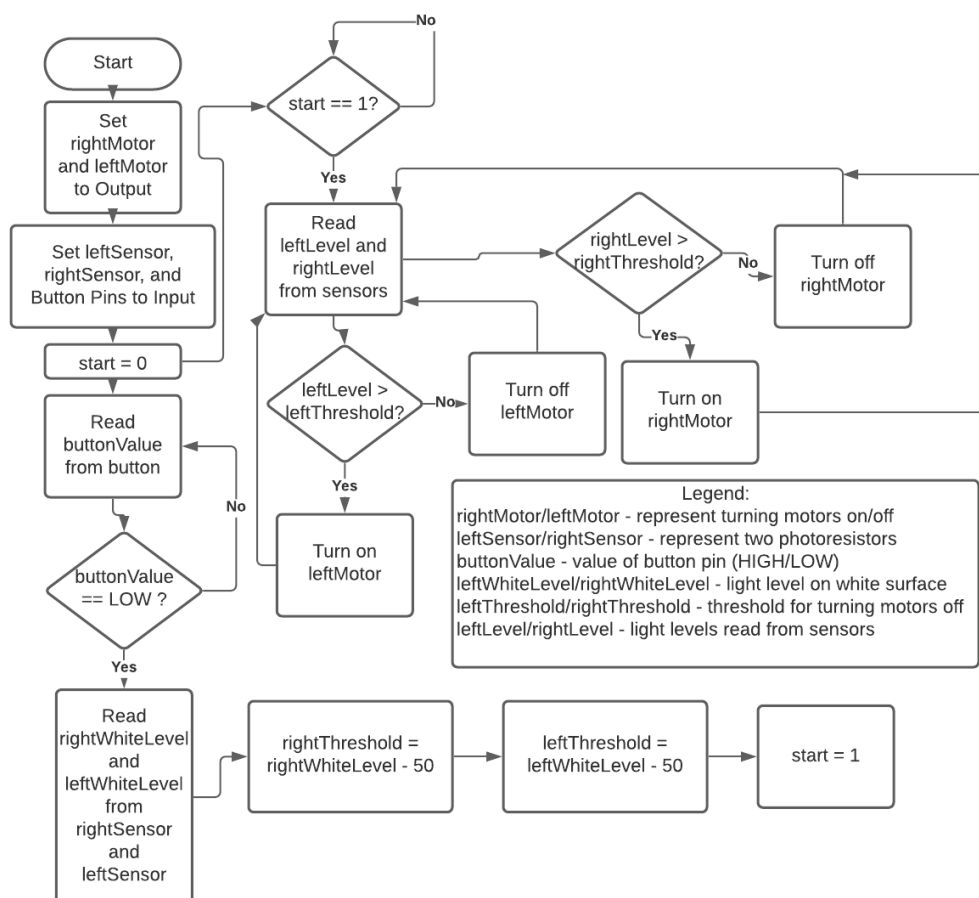 Start
Set
rightMotor
and leftMotor
to Output
Set leftSensor,
rightSensor, and
Button Pins to Input
start = 0
Read
buttonValue
from button
No
buttonValue
== LOW ?
Yes
Read
rightWhiteLevel
and
leftWhiteLevel
from
rightSensor
and
leftSensor
rightThreshold =
rightWhiteLevel - 50
leftThreshold =
leftWhiteLevel - 50
start = 1
No
start == 1?
Yes
Read
leftLevel and
rightLevel
from sensors
rightLevel >
rightThreshold?
No
Turn off
rightMotor
Yes
Turn on
rightMotor
leftLevel >
leftThreshold?
No
Turn off
leftMotor
Yes
Turn on
leftMotor
Legend:
rightMotor/leftMotor - represent turning motors on/off
leftSensor/rightSensor - represent two photoresistors
buttonValue - value of button pin (HIGH/LOW)
leftWhiteLevel/rightWhiteLevel - light level on white surface
leftThreshold/rightThreshold - threshold for turning motors off
leftLevel/rightLevel - light levels read from sensors